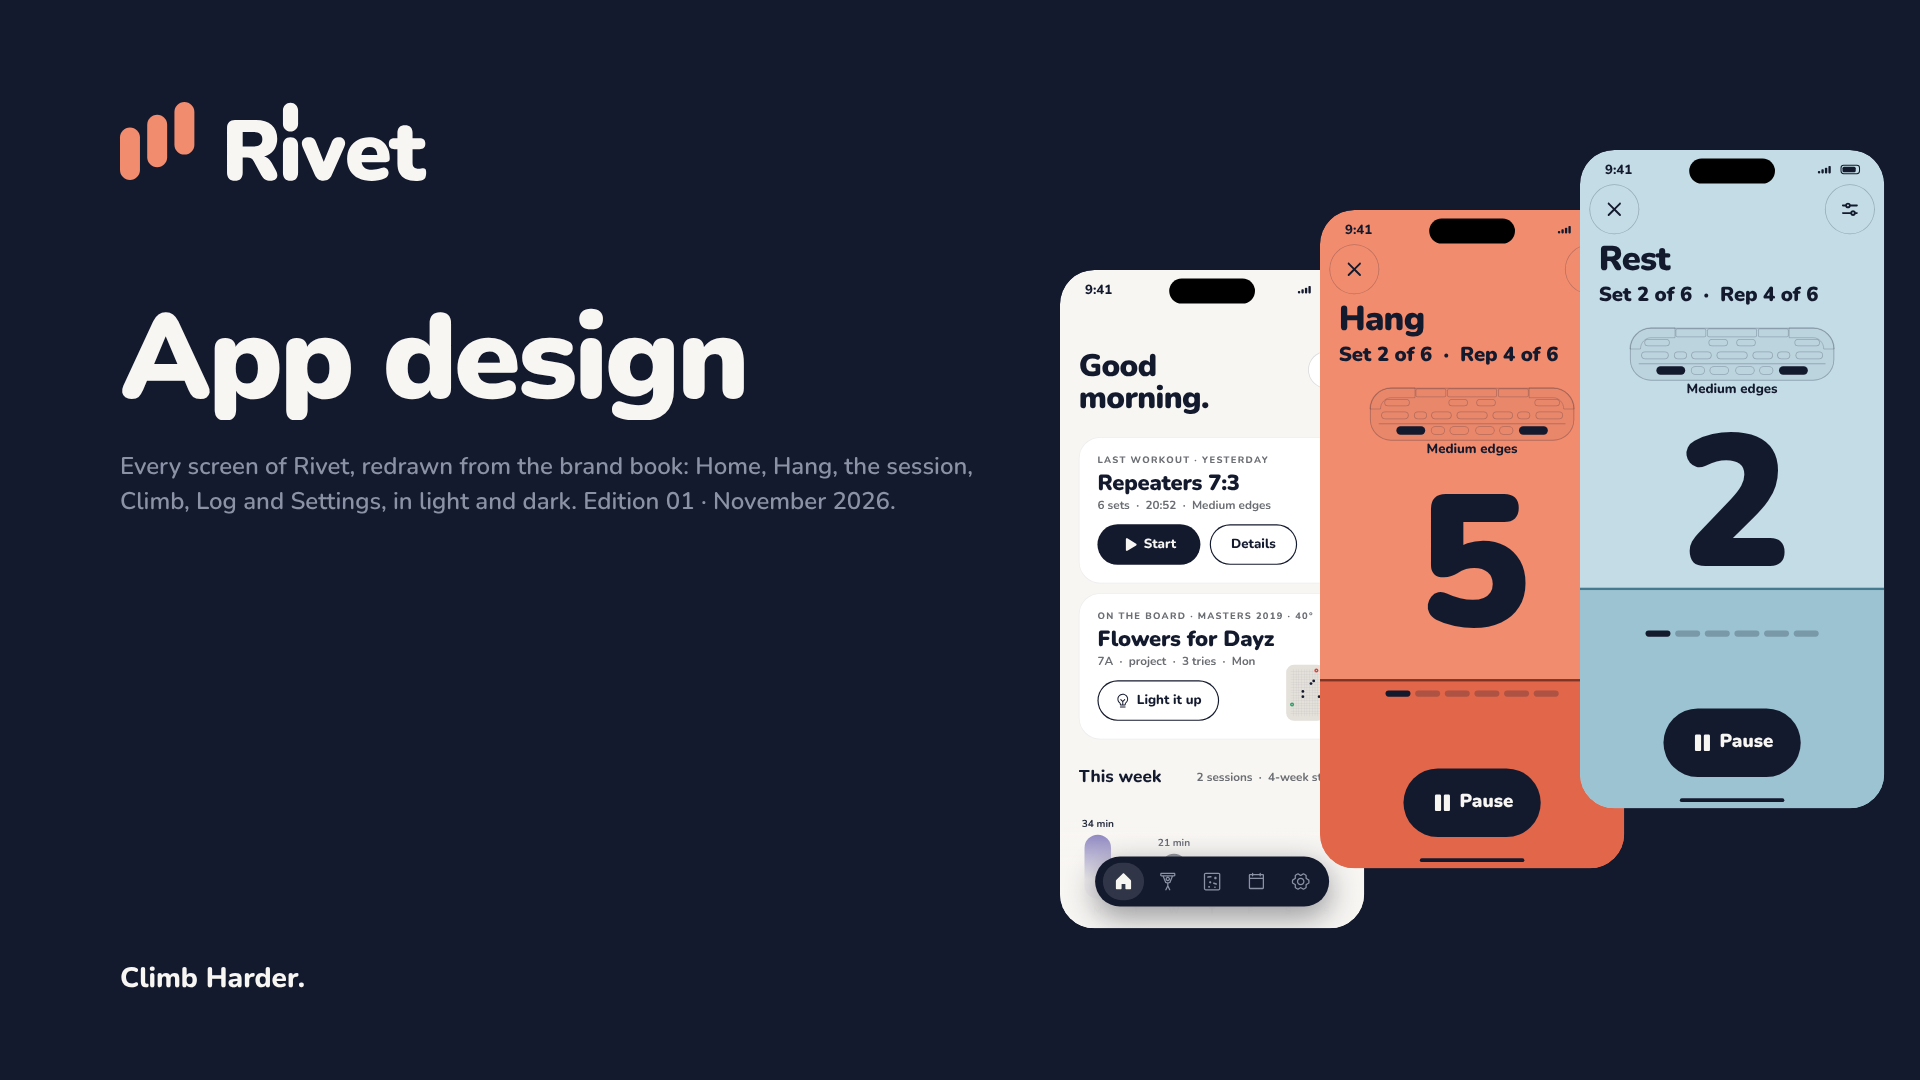 Rivet
App design
Every screen of Rivet, redrawn from the brand book: Home, Hang, the session,
Climb, Log and Settings, in light and dark. Edition 01 · November 2026.
Climb Harder.
9:41
Good
morning.
LAST WORKOUT · YESTERDAY
Repeaters 7:3
6 sets · 20:52 · Medium edges
Start
Details
ON THE BOARD · MASTERS 2019 · 40°
Flowers for Dayz
7A · project · 3 tries · Mon
Light it up
This week
2 sessions · 4-week st
34 min
21 min
9:41
Hang
Set 2 of 6 · Rep 4 of 6
Medium edges
5
Pause
9:41
Rest
Set 2 of 6 · Rep 4 of 6
Medium edges
2
Pause